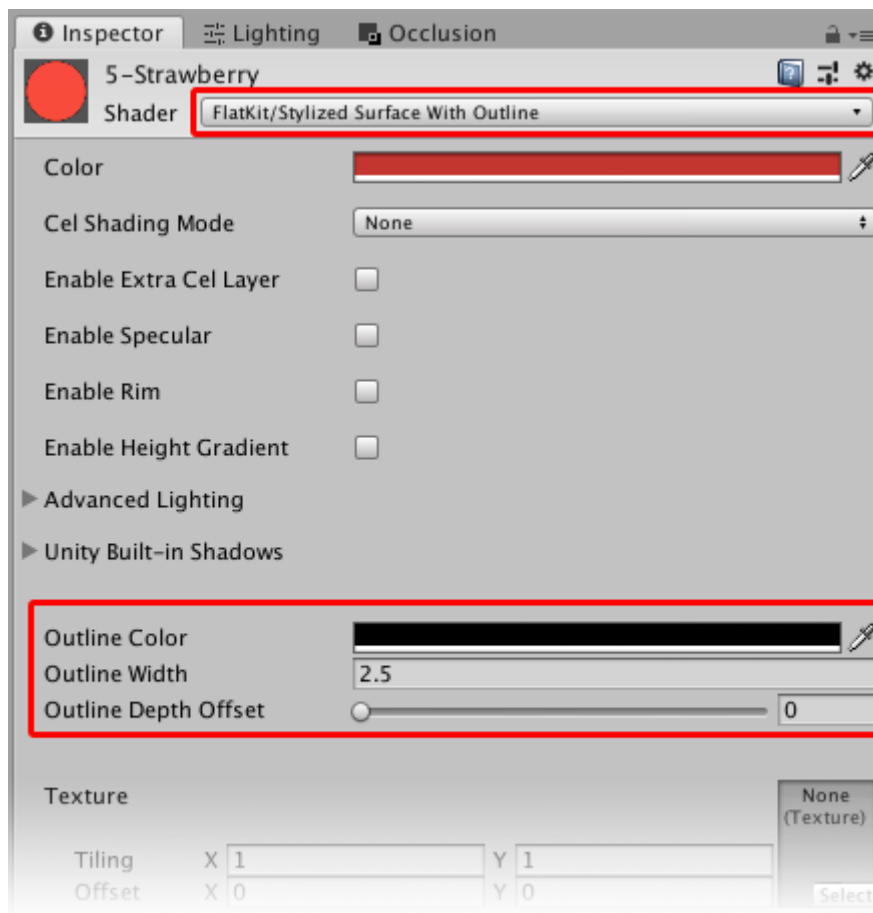 Inspector Lighting Occlusion
5-Strawberry
Shader FlatKit/Stylized Surface With Outline
Color
Cel Shading Mode None
Enable Extra Cel Layer
Enable Specular
Enable Rim
Enable Height Gradient
Advanced Lighting
Unity Built-in Shadows
Outline Color
Outline Width 2.5
Outline Depth Offset 0
Texture None
(Texture)
Tiling X 1 Y 1
Offset X 0 Y 0
Select